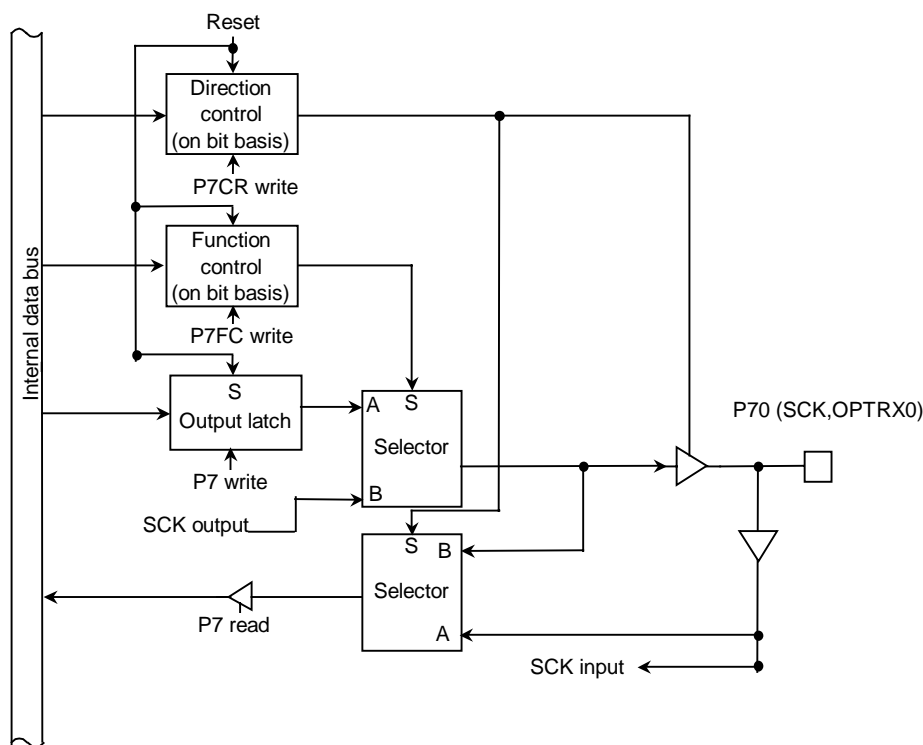 Reset
Direction
control
(on bit basis)
P7CR write
Function
control
(on bit basis)
P7FC write
Internal data bus
S
Output latch
P7 write
A
S
Selector
B
SCK output
P70 (SCK,OPTRX0)
S
B
Selector
A
P7 read
SCK input